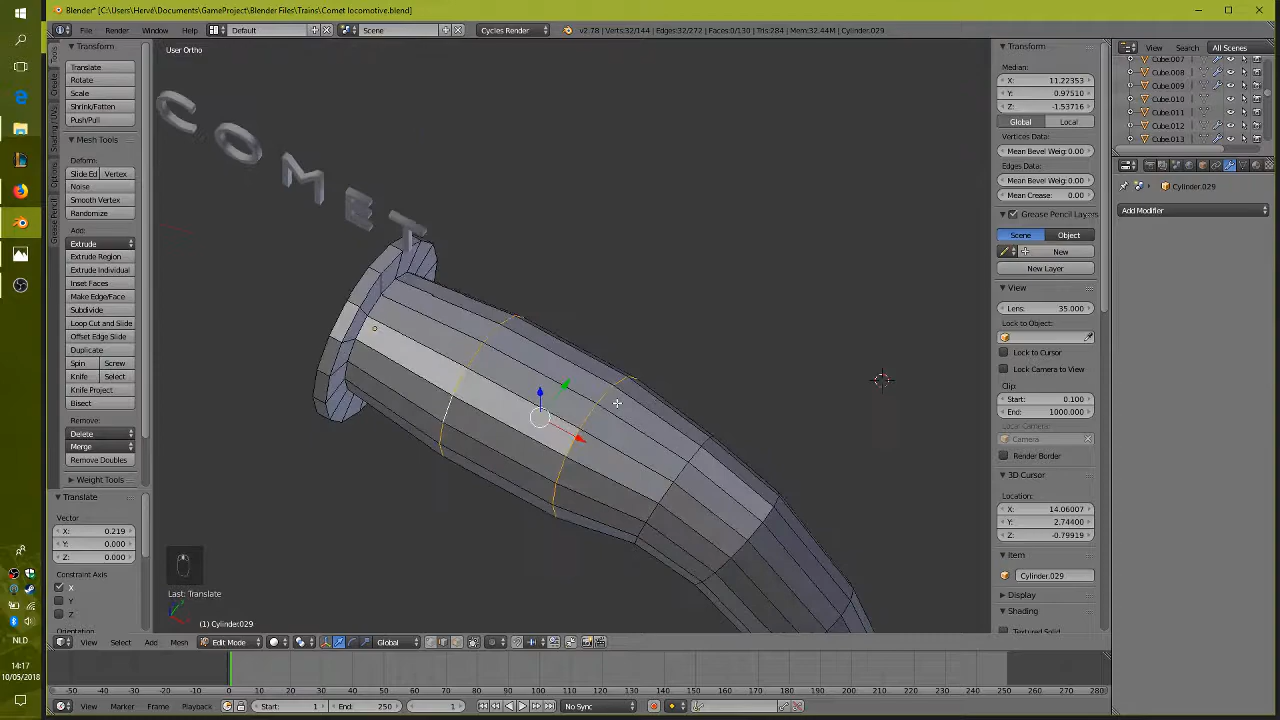 Blender* [C:\Users\Hervé\Documents\GameProject\Blender Files\Trains\Comet locomotive.blend]
File Render Window Help Default Scene Cycles Render v2.78 | Verts:32/144 | Edges:32/272 | Faces:0/130 | Tris:284 | Mem:32.44M | Cylinder.029
View Search All Scenes
Tools
Create
Shading / UVs
Options
Grease Pencil
Transform
Translate
Rotate
Scale
Shrink/Fatten
Push/Pull
Mesh Tools
Deform:
Slide Ed Vertex
Noise
Smooth Vertex
Randomize
Add:
Extrude
Extrude Region
Extrude Individual
Inset Faces
Make Edge/Face
Subdivide
Loop Cut and Slide
Offset Edge Slide
Duplicate
Spin Screw
Knife Select
Knife Project
Bisect
Remove:
Delete
Merge
Remove Doubles
Weight Tools
Translate
Vector
X: 0.219
Y: 0.000
Z: 0.000
Constraint Axis
X
Y
Z
User Ortho
COMET
Last: Translate
(1) Cylinder.029
Transform
Median:
X: 11.22353
Y: 0.97510
Z: -1.53716
Global Local
Vertices Data:
Mean Bevel Weig: 0.00
Edges Data:
Mean Bevel Weig: 0.00
Mean Crease: 0.00
Grease Pencil Layers
Scene Object
New
New Layer
View
Lens: 35.000
Lock to Object:
Lock to Cursor
Lock Camera to View
Clip:
Start: 0.100
End: 1000.000
Local Camera:
Camera
Render Border
3D Cursor
Location:
X: 14.06007
Y: 2.74400
Z: -0.79919
Item
Cylinder.029
Display
Shading
Textured Solid
Cube.007
Cube.008
Cube.009
Cube.010
Cube.011
Cube.012
Cube.013
Cylinder.029
Add Modifier
View Select Add Mesh Edit Mode Global
-50 -40 -30 -20 -10 0 10 20 30 40 50 60 70 80 90 100 110 120 130 140 150 160 170 180 190 200 210 220 230 240 250 260 270 280
View Marker Frame Playback Start: 1 End: 250 1 No Sync
NLD
14:17
10/05/2018